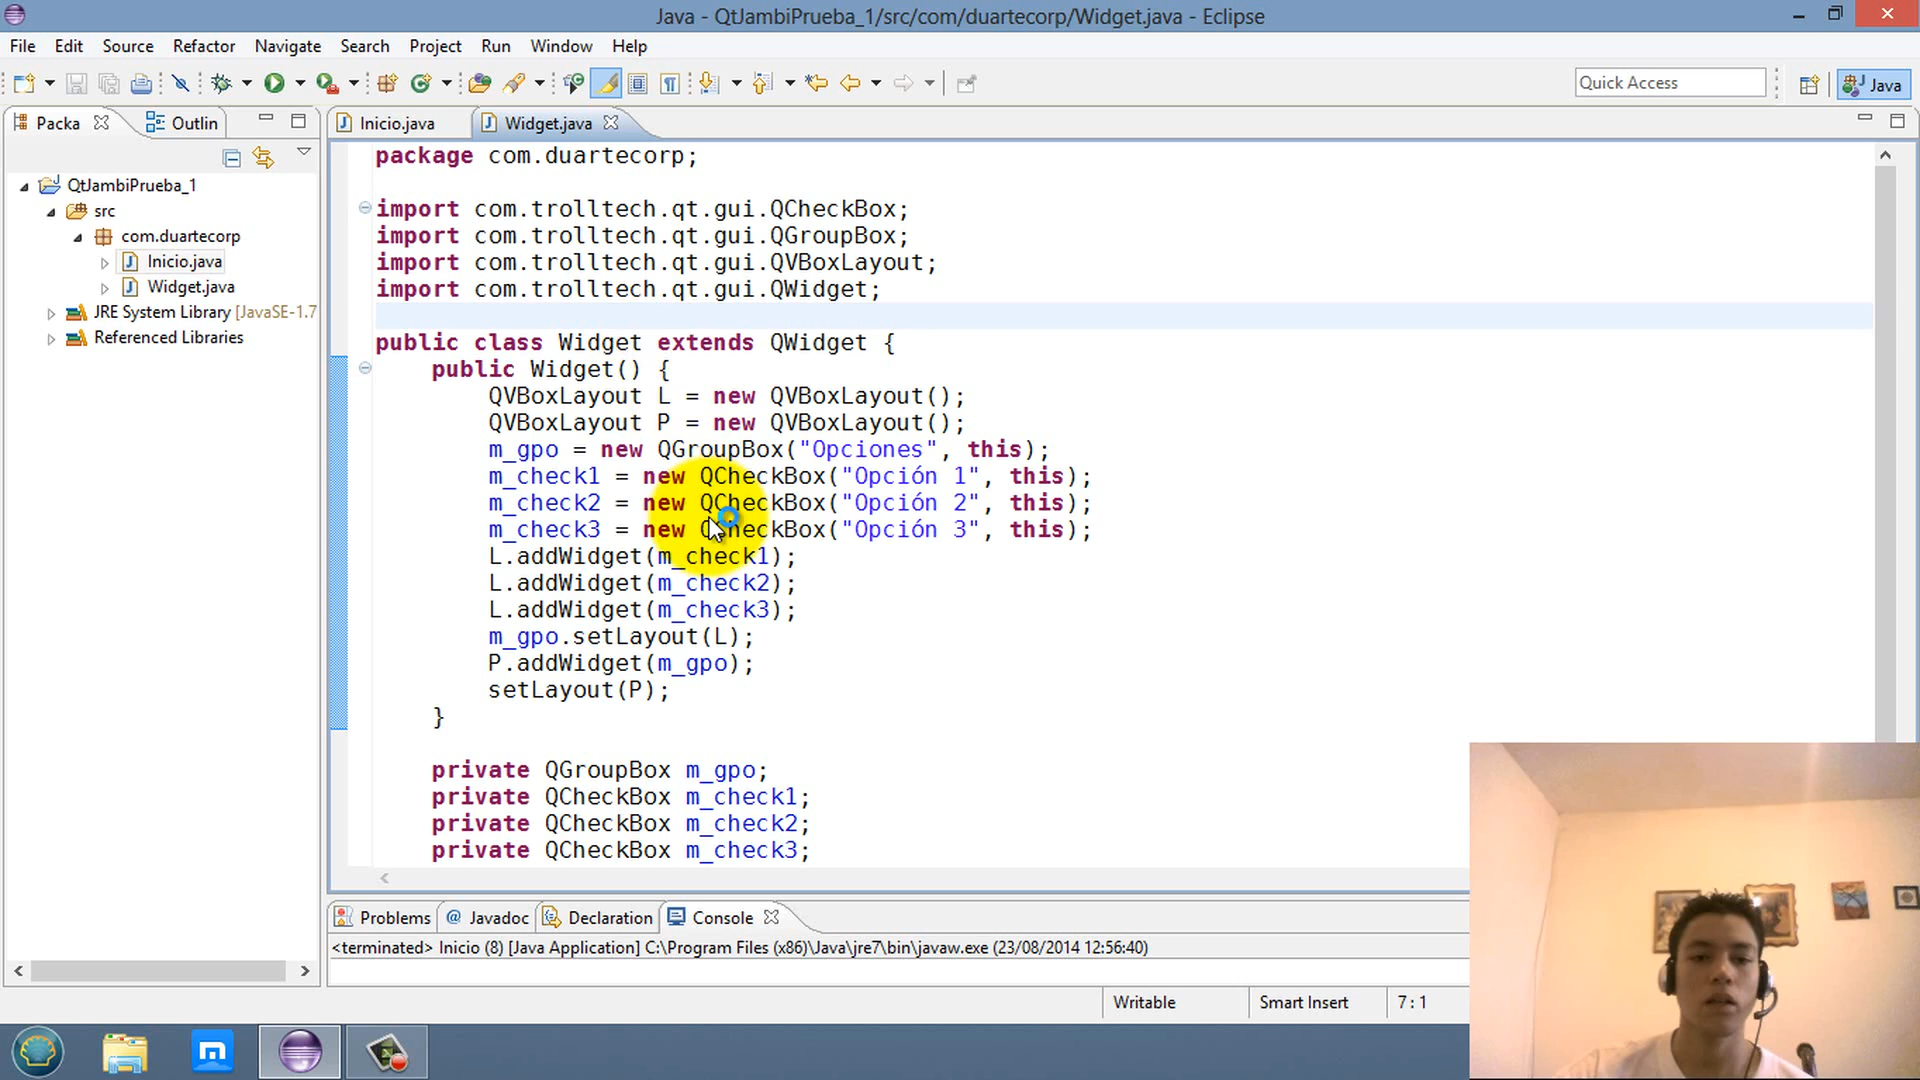 Java - QtJambiPrueba_1/src/com/duartecorp/Widget.java - Eclipse
File Edit Source Refactor Navigate Search Project Run Window Help
Quick Access
Java
Packa Outlin
Inicio.java Widget.java
QtJambiPrueba_1
src
com.duartecorp
Inicio.java
Widget.java
JRE System Library [JavaSE-1.7
Referenced Libraries
package com.duartecorp;
import com.trolltech.qt.gui.QCheckBox;
import com.trolltech.qt.gui.QGroupBox;
import com.trolltech.qt.gui.QVBoxLayout;
import com.trolltech.qt.gui.QWidget;
public class Widget extends QWidget {
public Widget() {
QVBoxLayout L = new QVBoxLayout();
QVBoxLayout P = new QVBoxLayout();
m_gpo = new QGroupBox("Opciones", this);
m_check1 = new QCheckBox("Opción 1", this);
m_check2 = new QCheckBox("Opción 2", this);
m_check3 = new QCheckBox("Opción 3", this);
L.addWidget(m_check1);
L.addWidget(m_check2);
L.addWidget(m_check3);
m_gpo.setLayout(L);
P.addWidget(m_gpo);
setLayout(P);
}
private QGroupBox m_gpo;
private QCheckBox m_check1;
private QCheckBox m_check2;
private QCheckBox m_check3;
Problems @ Javadoc Declaration Console
<terminated> Inicio (8) [Java Application] C:\Program Files (x86)\Java\jre7\bin\javaw.exe (23/08/2014 12:56:40)
Writable Smart Insert 7 : 1